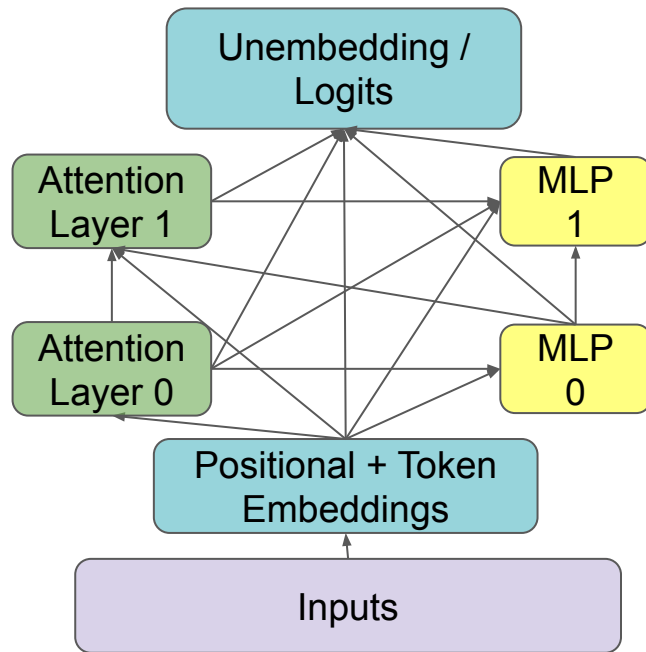 Unembedding /
Logits
Attention
Layer 1
MLP
1
Attention
Layer 0
MLP
0
Positional + Token
Embeddings
Inputs